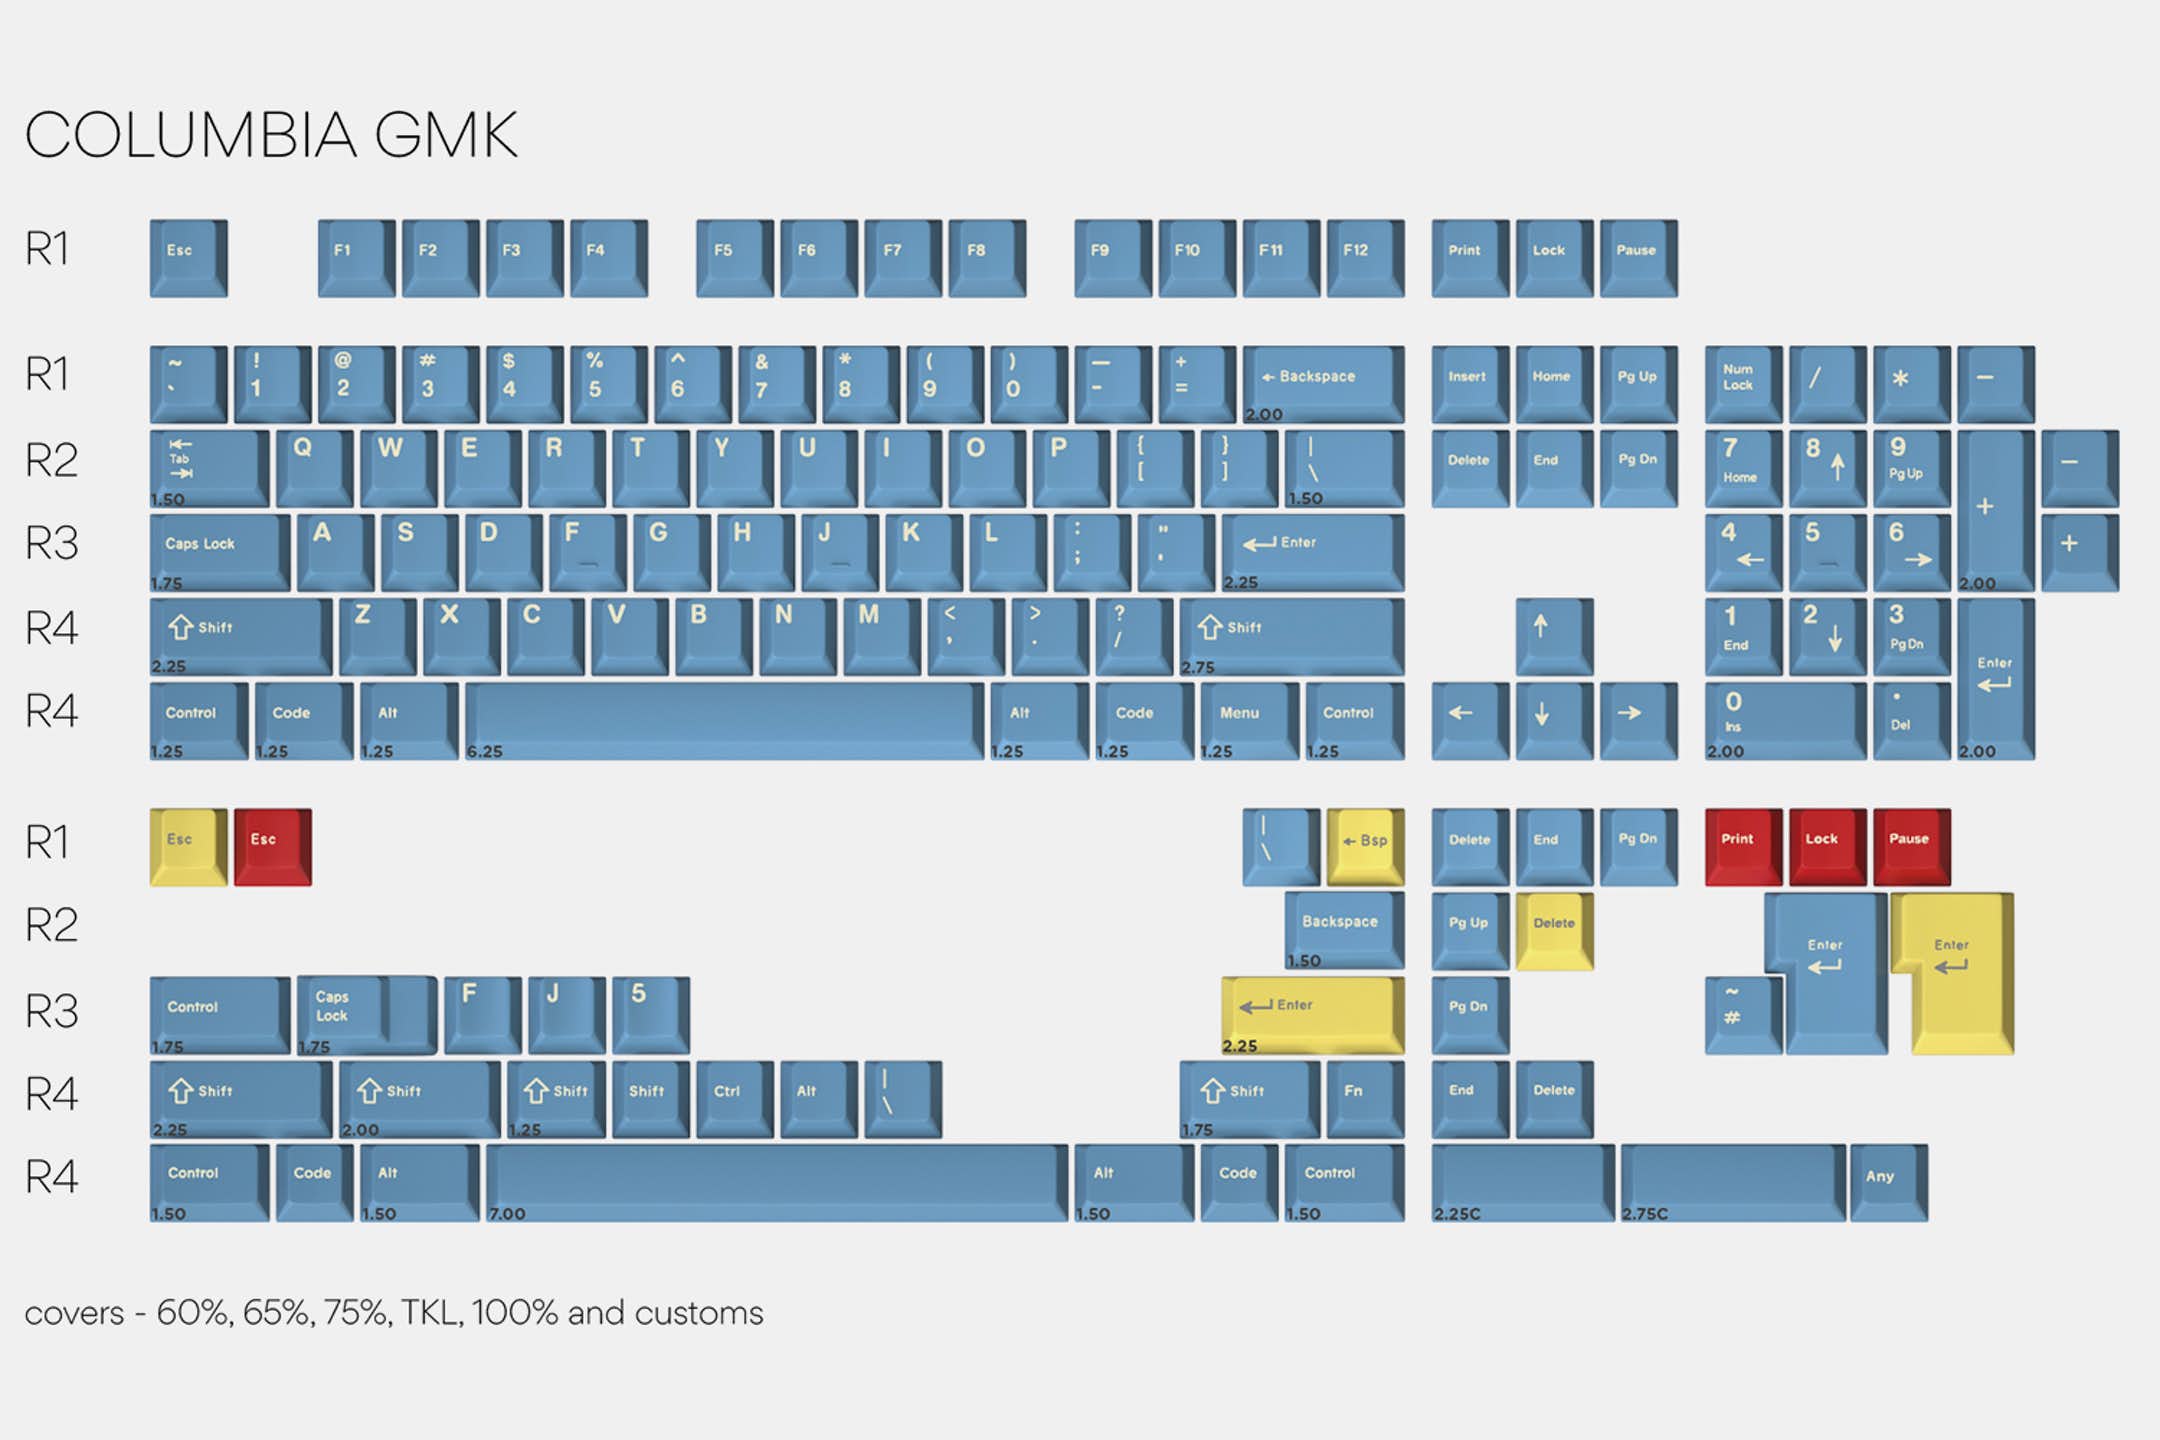 COLUMBIA GMK
R1 Esc F1 F2 F3 F4 F5 F6 F7 F8 F9 F10 F11 F12 Print Lock Pause
R1 ~ ` ! 1 @ 2 # 3 $ 4 % 5 ^ 6 & 7 * 8 ( 9 ) 0 — - + = ← Backspace 2.00 Insert Home Pg Up Num Lock / * −
R2 Tab 1.50 Q W E R T Y U I O P { [ } ] | \ 1.50 Delete End Pg Dn 7 Home 8 ↑ 9 Pg Up + 2.00 −
R3 Caps Lock 1.75 A S D F G H J K L : ; " ' Enter 2.25 4 ← 5 6 → +
R4 Shift 2.25 Z X C V B N M < , > . ? / Shift 2.75 ↑ 1 End 2 ↓ 3 Pg Dn Enter 2.00
R4 Control 1.25 Code 1.25 Alt 1.25 6.25 Alt 1.25 Code 1.25 Menu 1.25 Control 1.25 ← ↓ → 0 Ins 2.00 . Del
R1 Esc Esc | \ ← Bsp Delete End Pg Dn Print Lock Pause
R2 Backspace 1.50 Pg Up Delete Enter Enter
R3 Control 1.75 Caps Lock 1.75 F J 5 Enter 2.25 Pg Dn ~ #
R4 Shift 2.25 Shift 2.00 Shift 1.25 Shift Ctrl Alt | \ Shift 1.75 Fn End Delete
R4 Control 1.50 Code Alt 1.50 7.00 Alt 1.50 Code Control 1.50 2.25C 2.75C Any
covers - 60%, 65%, 75%, TKL, 100% and customs